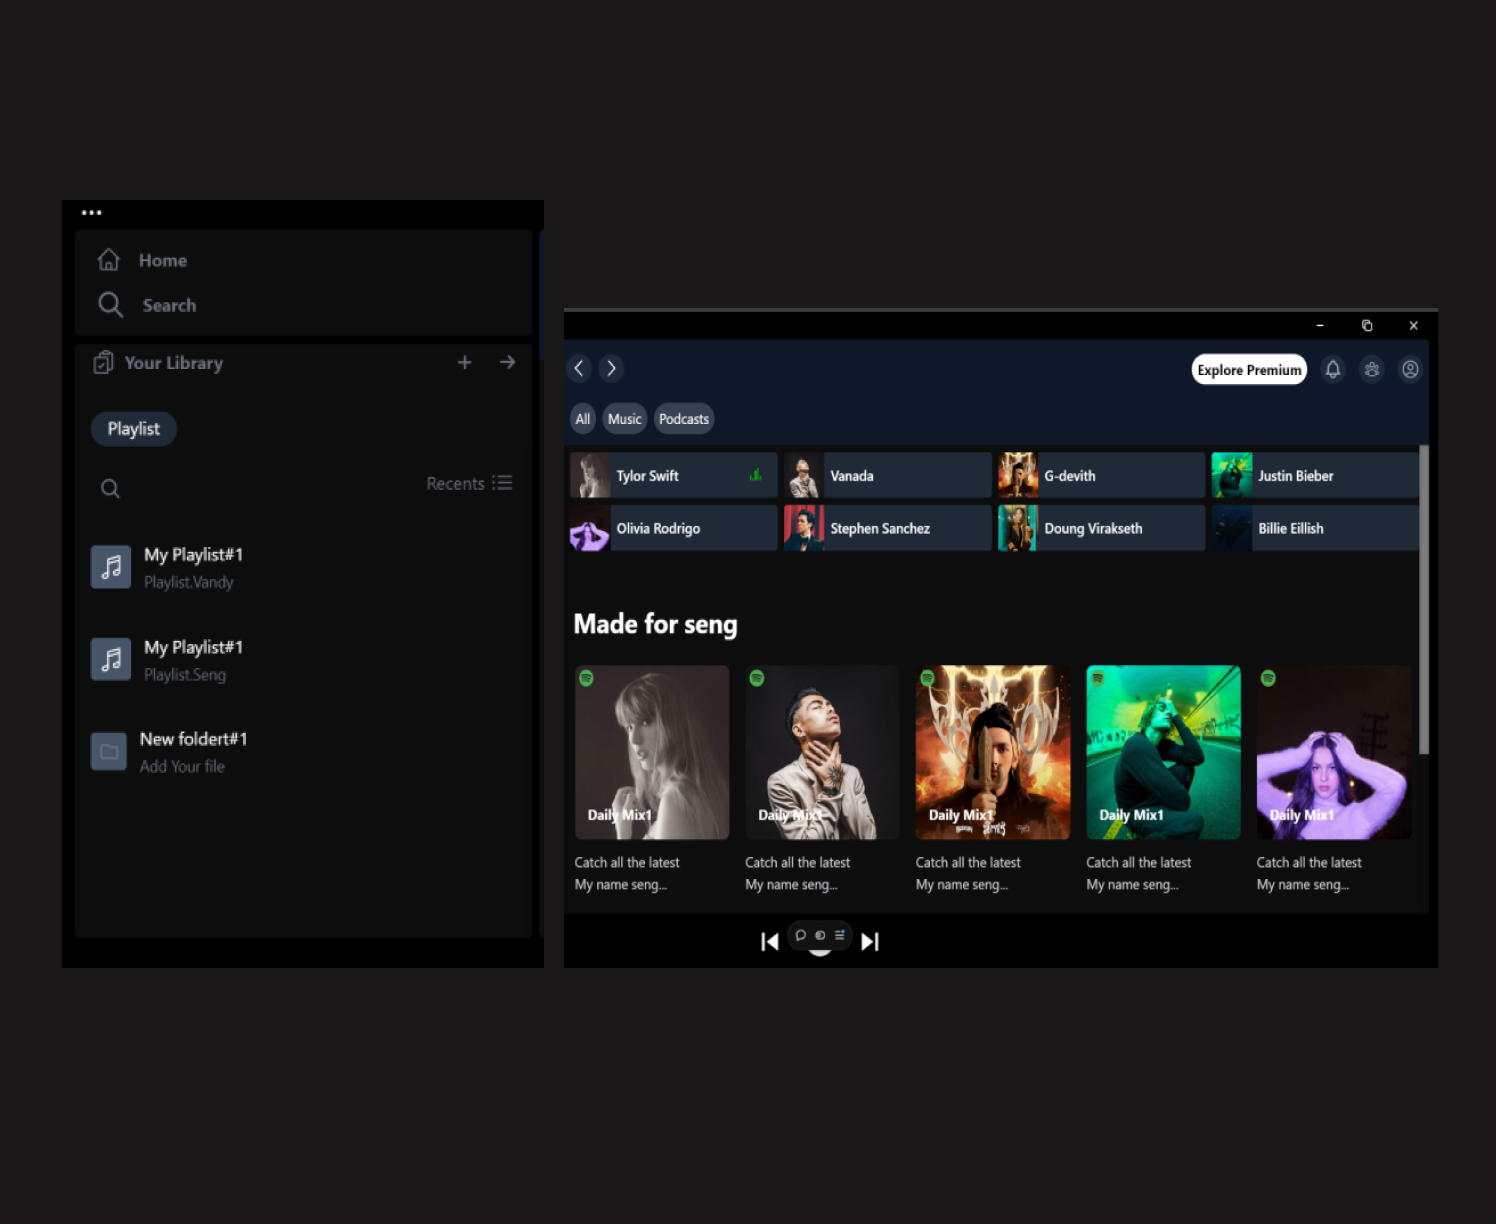 Home
Search
Your Library
Playlist
Recents
My Playlist#1
Playlist.Vandy
My Playlist#1
Playlist.Seng
New foldert#1
Add Your file
Explore Premium
All Music Podcasts
Tylor Swift Vanada G-devith Justin Bieber
Olivia Rodrigo Stephen Sanchez Doung Virakseth Billie Eillish
Made for seng
Daily Mix1 Daily Mix1 Daily Mix1 Daily Mix1 Daily Mix1
Catch all the latest Catch all the latest Catch all the latest Catch all the latest Catch all the latest
My name seng... My name seng... My name seng... My name seng... My name seng...